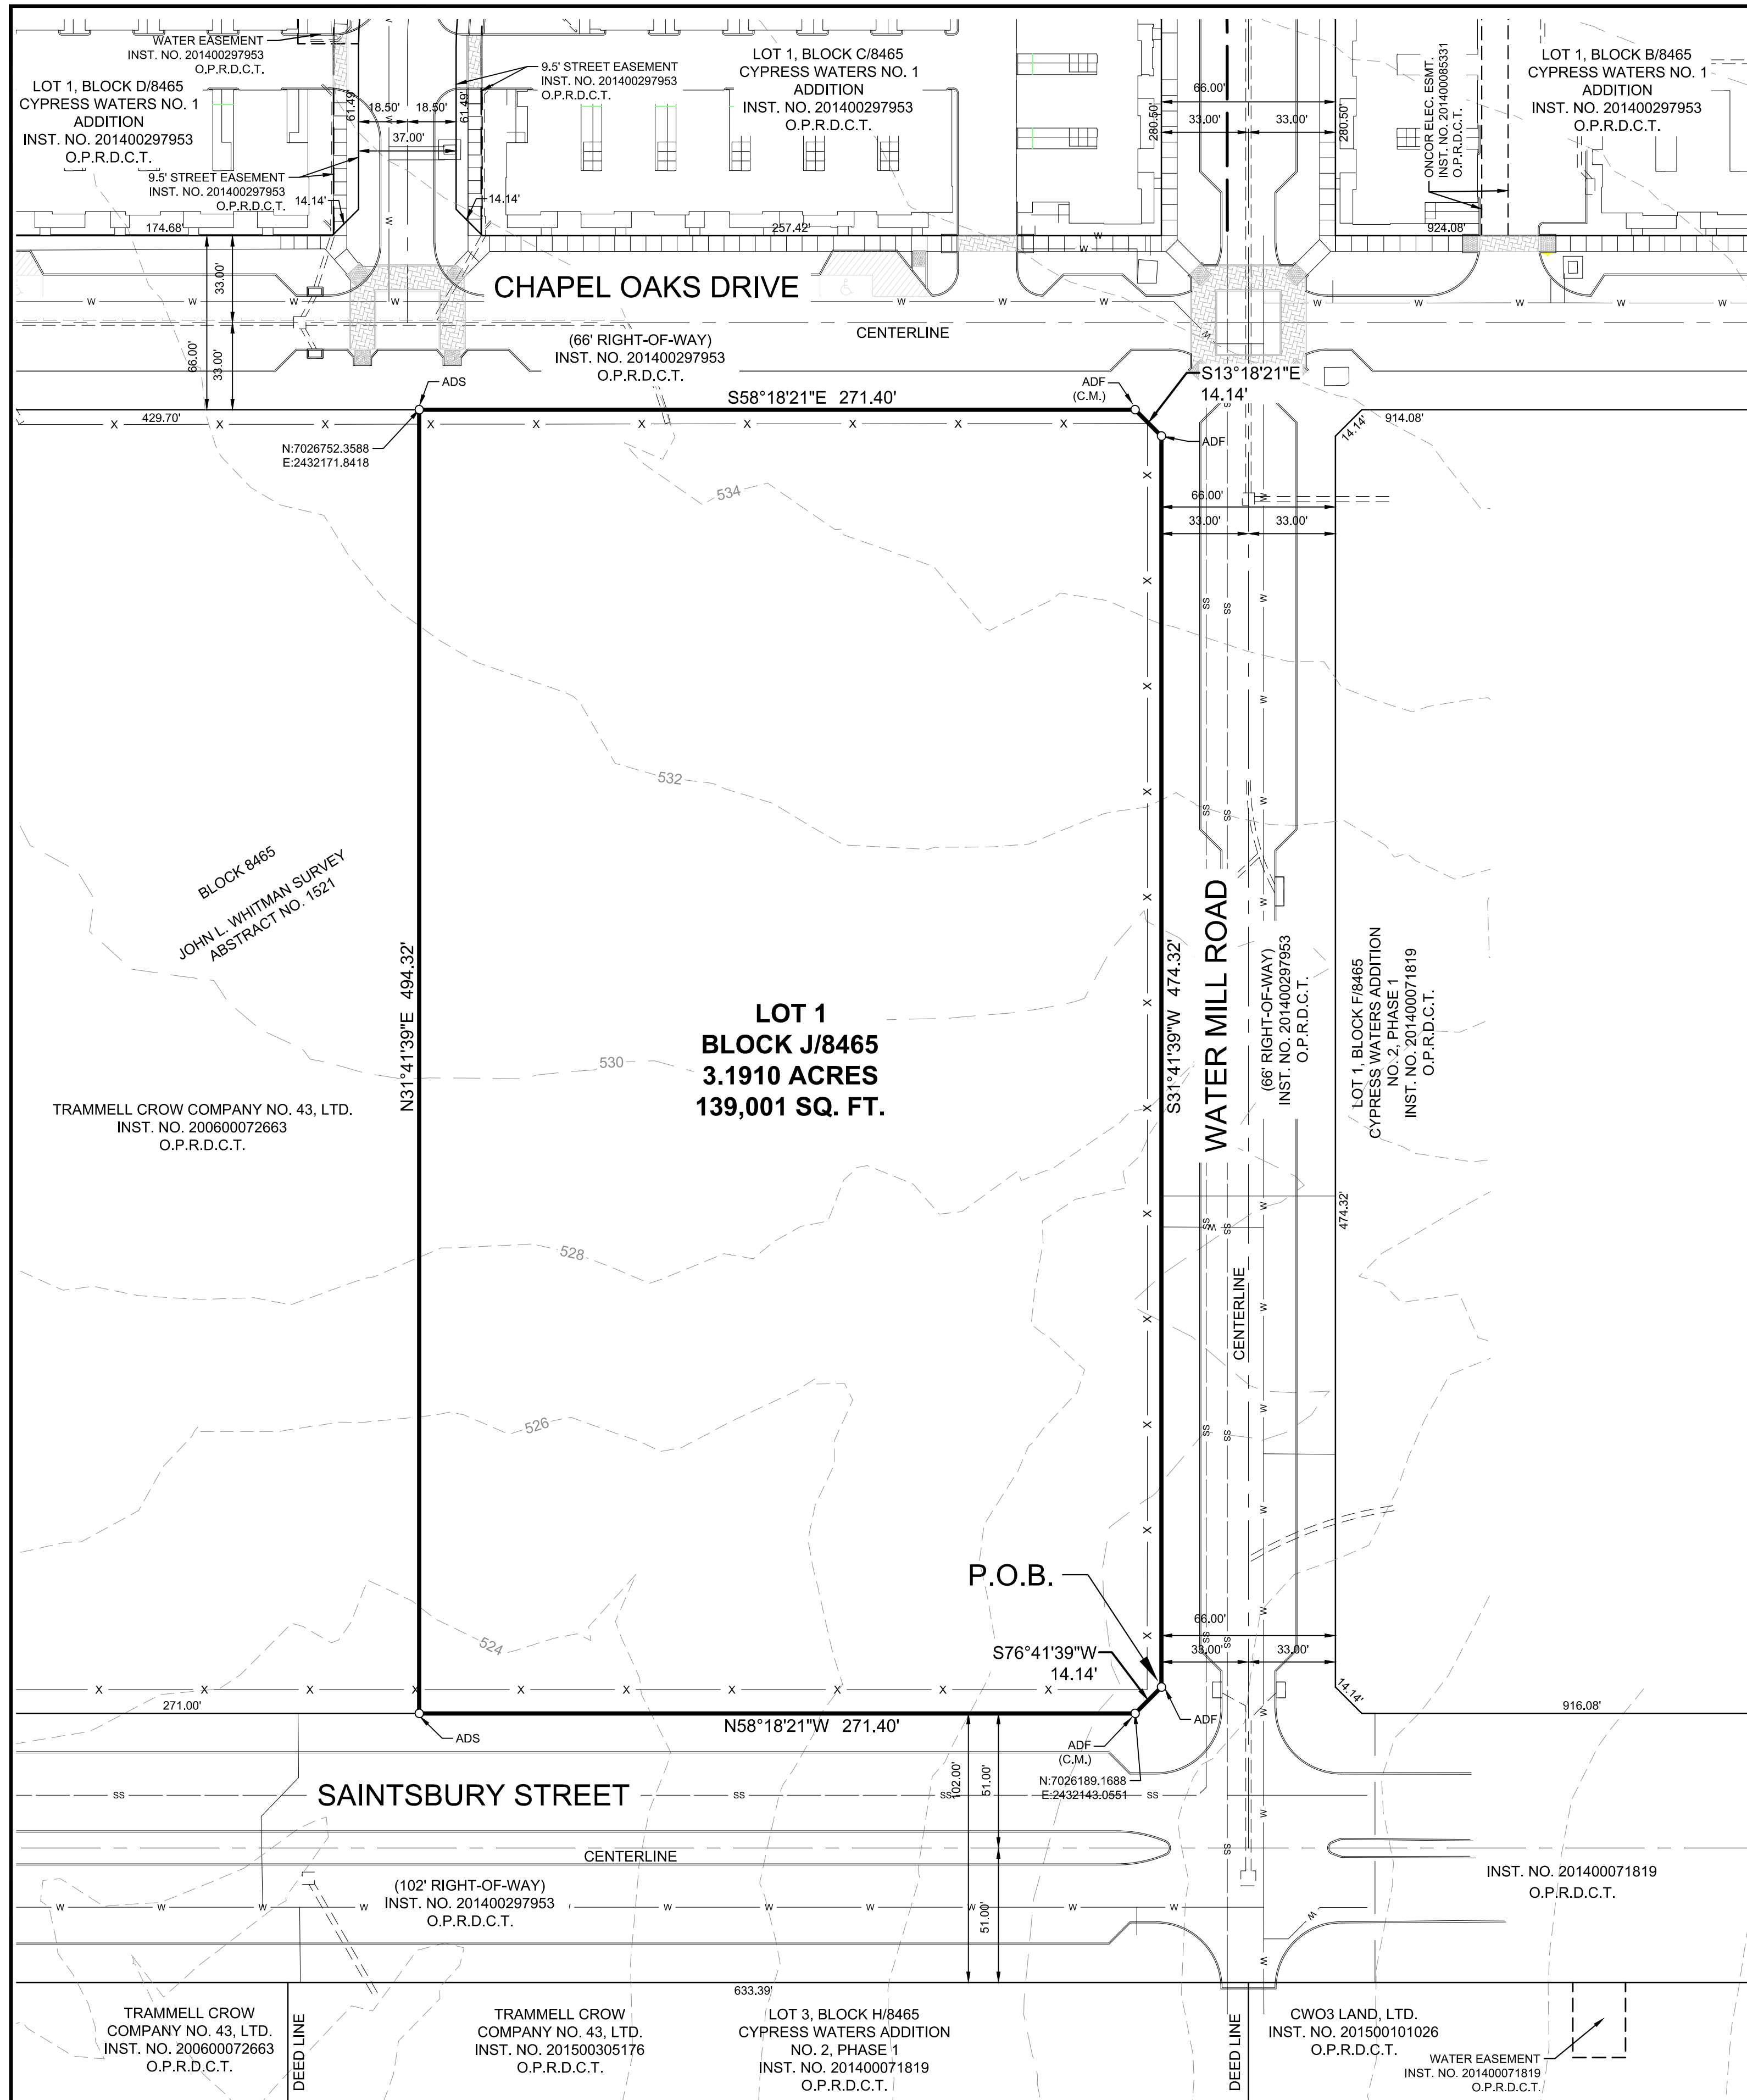 WATER EASEMENT
INST. NO. 201400297953
O.P.R.D.C.T.
LOT 1, BLOCK D/8465
CYPRESS WATERS NO. 1
ADDITION
INST. NO. 201400297953
O.P.R.D.C.T.
9.5' STREET EASEMENT
INST. NO. 201400297953
O.P.R.D.C.T.
9.5' STREET EASEMENT
INST. NO. 201400297953
O.P.R.D.C.T.
61.49'
18.50'
18.50'
61.49'
37.00'
14.14'
14.14'
LOT 1, BLOCK C/8465
CYPRESS WATERS NO. 1
ADDITION
INST. NO. 201400297953
O.P.R.D.C.T.
66.00'
33.00'
33.00'
280.50'
280.50'
ONCOR ELEC. ESMT.
INST. NO. 20140085331
O.P.R.D.C.T.
LOT 1, BLOCK B/8465
CYPRESS WATERS NO. 1
ADDITION
INST. NO. 201400297953
O.P.R.D.C.T.
174.68'
257.42'
924.08'
33.00'
66.00'
33.00'
CHAPEL OAKS DRIVE
CENTERLINE
(66' RIGHT-OF-WAY)
INST. NO. 201400297953
O.P.R.D.C.T.
ADS
S58°18'21"E 271.40'
ADF
(C.M.)
S13°18'21"E
14.14'
ADF
429.70'
914.08'
14.14'
N:7026752.3588
E:2432171.8418
66.00'
33.00'
33.00'
534
532
530
528
526
524
BLOCK 8465
JOHN L. WHITMAN SURVEY
ABSTRACT NO. 1521
N31°41'39"E 494.32'
LOT 1
BLOCK J/8465
3.1910 ACRES
139,001 SQ. FT.
S31°41'39"W 474.32'
WATER MILL ROAD
(66' RIGHT-OF-WAY)
INST. NO. 201400297953
O.P.R.D.C.T.
LOT 1, BLOCK F/8465
CYPRESS WATERS ADDITION
NO. 2, PHASE 1
INST. NO. 201400071819
O.P.R.D.C.T.
TRAMMELL CROW COMPANY NO. 43, LTD.
INST. NO. 200600072663
O.P.R.D.C.T.
474.32'
CENTERLINE
P.O.B.
66.00'
33.00'
33.00'
S76°41'39"W
14.14'
14.14'
271.00'
916.08'
ADS
N58°18'21"W 271.40'
ADF
ADF
(C.M.)
N:7026189.1688
E:2432143.0551
102.00'
51.00'
51.00'
SAINTSBURY STREET
CENTERLINE
(102' RIGHT-OF-WAY)
INST. NO. 201400297953
O.P.R.D.C.T.
INST. NO. 201400071819
O.P.R.D.C.T.
633.39'
TRAMMELL CROW
COMPANY NO. 43, LTD.
INST. NO. 200600072663
O.P.R.D.C.T.
DEED LINE
TRAMMELL CROW
COMPANY NO. 43, LTD.
INST. NO. 201500305176
O.P.R.D.C.T.
LOT 3, BLOCK H/8465
CYPRESS WATERS ADDITION
NO. 2, PHASE 1
INST. NO. 201400071819
O.P.R.D.C.T.
DEED LINE
CWO3 LAND, LTD.
INST. NO. 201500101026
O.P.R.D.C.T.
WATER EASEMENT
INST. NO. 201400071819
O.P.R.D.C.T.